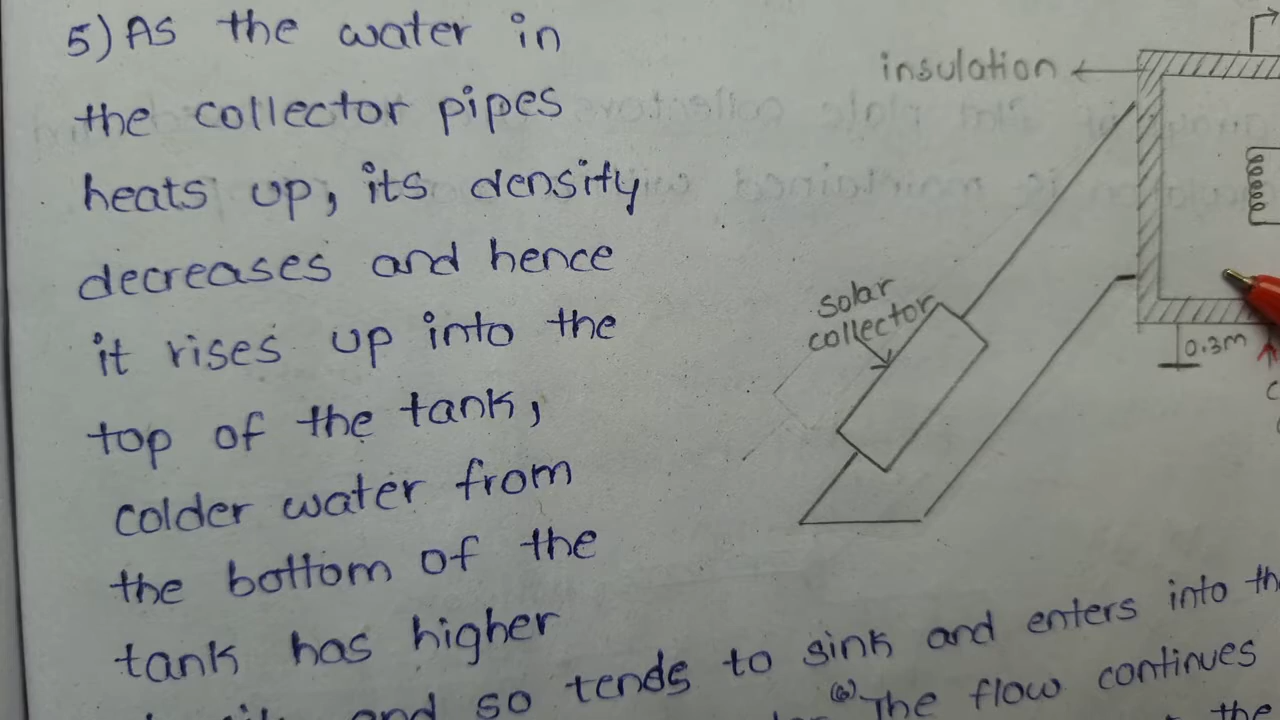 5) As the water in
the collector pipes
heats up, its density
decreases and hence
it rises up into the
top of the tank,
colder water from
the bottom of the
tank has higher
and so tends to sink and enters into
(6) The flow continues
the
insulation
solar
collector
0.3m